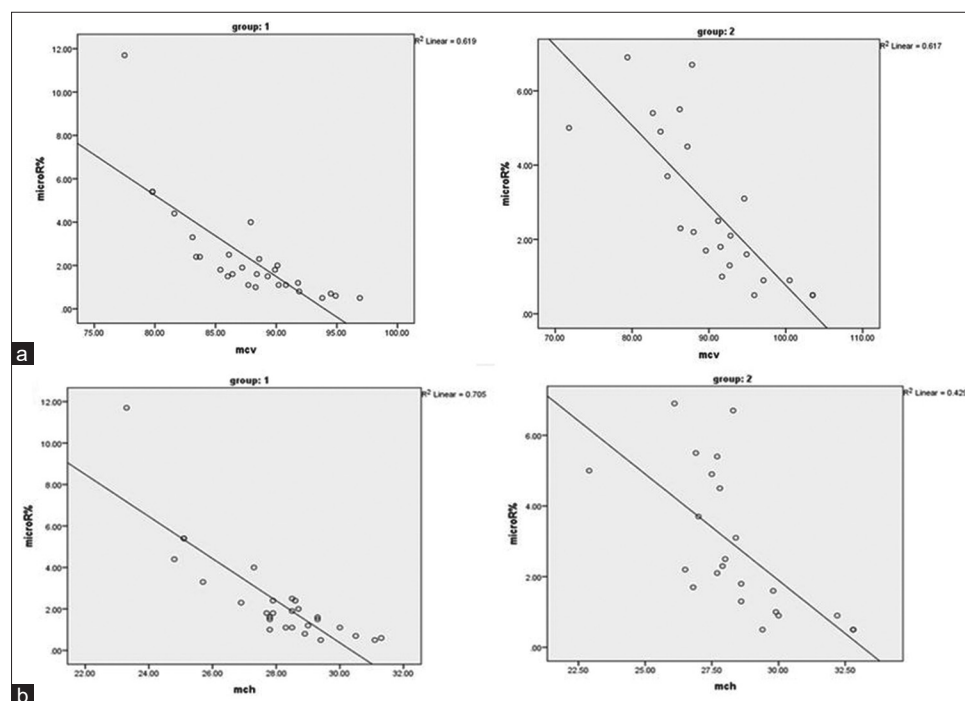 group: 1
R2 Linear = 0.619
12.00
10.00
8.00
6.00
4.00
2.00
.00
microR%
75.00 80.00 85.00 90.00 95.00 100.00
mcv
group: 2
R2 Linear = 0.617
6.00
4.00
2.00
.00
microR%
70.00 80.00 90.00 100.00 110.00
mcv
a
group: 1
R2 Linear = 0.705
12.00
10.00
8.00
6.00
4.00
2.00
.00
microR%
22.00 24.00 26.00 28.00 30.00 32.00
mch
group: 2
R2 Linear = 0.429
6.00
4.00
2.00
.00
microR%
22.50 25.00 27.50 30.00 32.50
mch
b